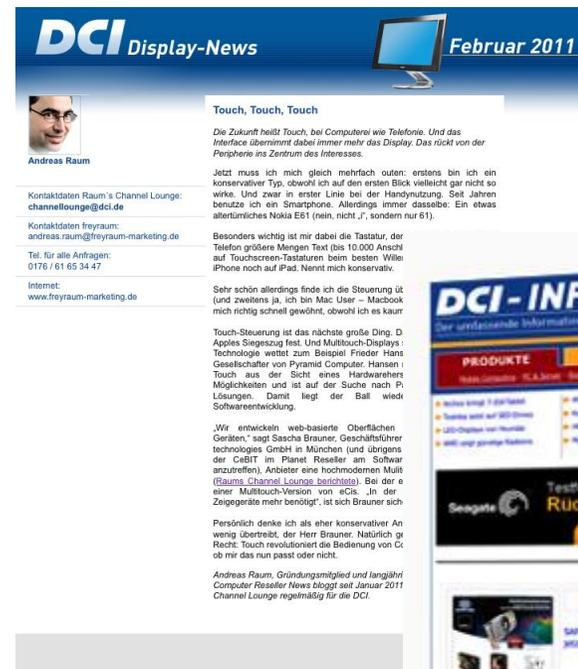 DCI Display-News
Februar 2011
Andreas Raum
Kontaktdaten Raum´s Channel Lounge:
channellounge@dci.de
Kontaktdaten freyraum:
andreas.raum@freyraum-marketing.de
Tel. für alle Anfragen:
0176 / 61 65 34 47
Internet:
www.freyraum-marketing.de
Touch, Touch, Touch
Die Zukunft heißt Touch, bei Computerei wie Telefonie. Und das
Interface übernimmt dabei immer mehr das Display. Das rückt von der
Peripherie ins Zentrum des Interesses.
Jetzt muss ich mich gleich mehrfach outen: erstens bin ich ein
konservativer Typ, obwohl ich auf den ersten Blick vielleicht gar nicht so
wirke. Und zwar in erster Linie bei der Handynutzung. Seit Jahren
benutze ich ein Smartphone. Allerdings immer dasselbe: Ein etwas
altertümliches Nokia E61 (nein, nicht „i“, sondern nur 61).
Besonders wichtig ist mir dabei die Tastatur, der
Telefon größere Mengen Text (bis 10.000 Anschl
auf Touchscreen-Tastaturen beim besten Willen
iPhone noch auf iPad. Nennt mich konservativ.
Sehr schön allerdings finde ich die Steuerung üb
(und zweitens ja, ich bin Mac User – Macbook
mich richtig schnell gewöhnt, obwohl ich es kaum
Touch-Steuerung ist das nächste große Ding. D
Apples Siegeszug fest. Und Multitouch-Displays
Technologie wettet zum Beispiel Frieder Hans
Gesellschafter von Pyramid Computer. Hansen
Touch aus der Sicht eines Hardwarehers
Möglichkeiten und ist auf der Suche nach Pa
Lösungen. Damit liegt der Ball wiede
Softwareentwicklung.
„Wir entwickeln web-basierte Oberflächen
Geräten,“ sagt Sascha Brauner, Geschäftsführer
technologies GmbH in München (und übrigens
der CeBIT im Planet Reseller am Softwar
anzutreffen), Anbieter eine hochmodernen Mulit
(Raums Channel Lounge berichtete). Bei der e
einer Multitouch-Version von eCis. „In der
Zeigegeräte mehr benötigt“, ist sich Brauner sich
Persönlich denke ich als eher konservativer An
wenig übertreibt, der Herr Brauner. Natürlich ge
Recht: Touch revolutioniert die Bedienung von Co
ob mir das nun passt oder nicht.
Andreas Raum, Gründungsmitglied und langjähri
Computer Reseller News bloggt seit Januar 2011
Channel Lounge regelmäßig für die DCI.
DCI - INF
Der umfassende Informatio
PRODUKTE
Seagate
Test
Rüc